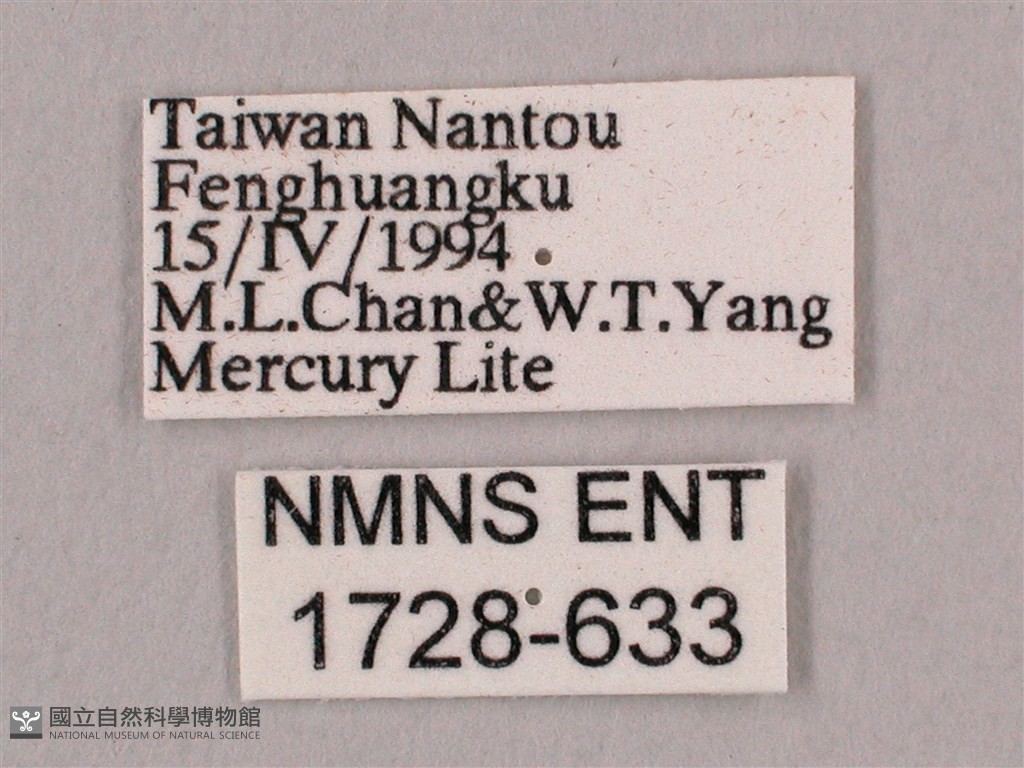 Taiwan Nantou
Fenghuangku
15/IV/1994
M.L.Chan&W.T.Yang
Mercury Lite
NMNS ENT
1728-633
國立自然科學博物館
NATIONAL MUSEUM OF NATURAL SCIENCE